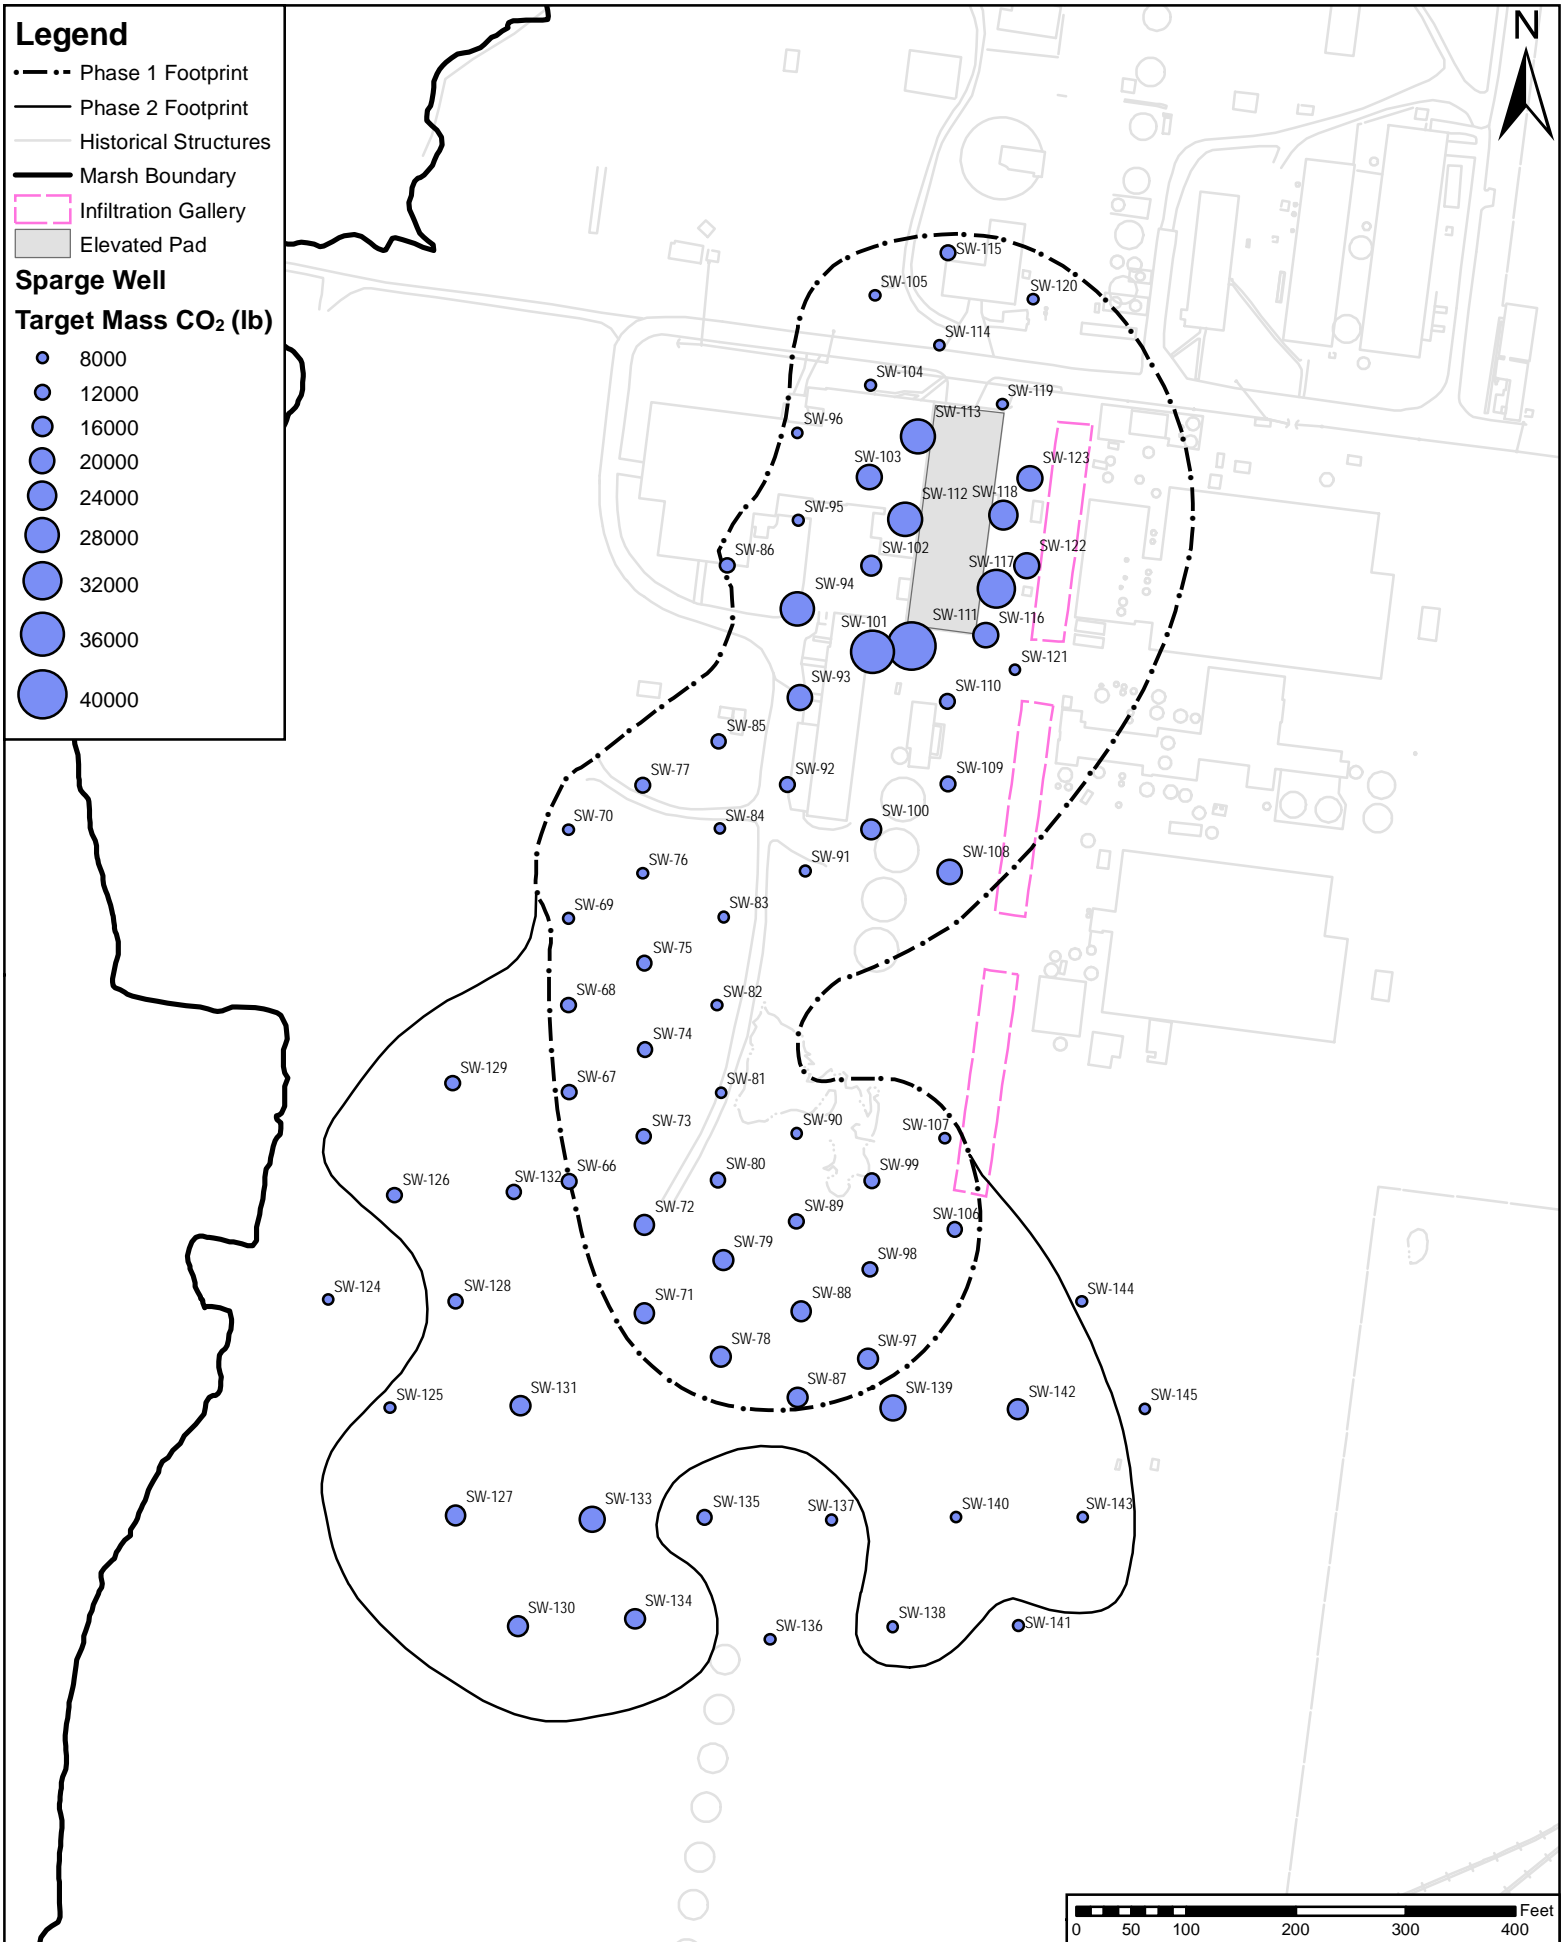 Legend
Phase 1 Footprint
Phase 2 Footprint
Historical Structures
Marsh Boundary
Infiltration Gallery
Elevated Pad
Sparge Well
Target Mass CO₂ (lb)
8000
12000
16000
20000
24000
28000
32000
36000
40000
N
SW-115
SW-105
SW-120
SW-114
SW-104
SW-119
SW-113
SW-96
SW-103
SW-123
SW-112
SW-118
SW-95
SW-102
SW-86
SW-122
SW-117
SW-94
SW-111
SW-116
SW-101
SW-121
SW-93
SW-110
SW-85
SW-77
SW-92
SW-109
SW-70
SW-84
SW-100
SW-76
SW-91
SW-108
SW-69
SW-83
SW-75
SW-68
SW-82
SW-74
SW-129
SW-67
SW-81
SW-73
SW-90
SW-107
SW-126
SW-132
SW-66
SW-80
SW-99
SW-72
SW-89
SW-106
SW-79
SW-98
SW-124
SW-128
SW-71
SW-88
SW-144
SW-78
SW-97
SW-125
SW-131
SW-87
SW-139
SW-142
SW-145
SW-127
SW-133
SW-135
SW-137
SW-140
SW-143
SW-130
SW-134
SW-136
SW-138
SW-141
Feet
0 50 100 200 300 400